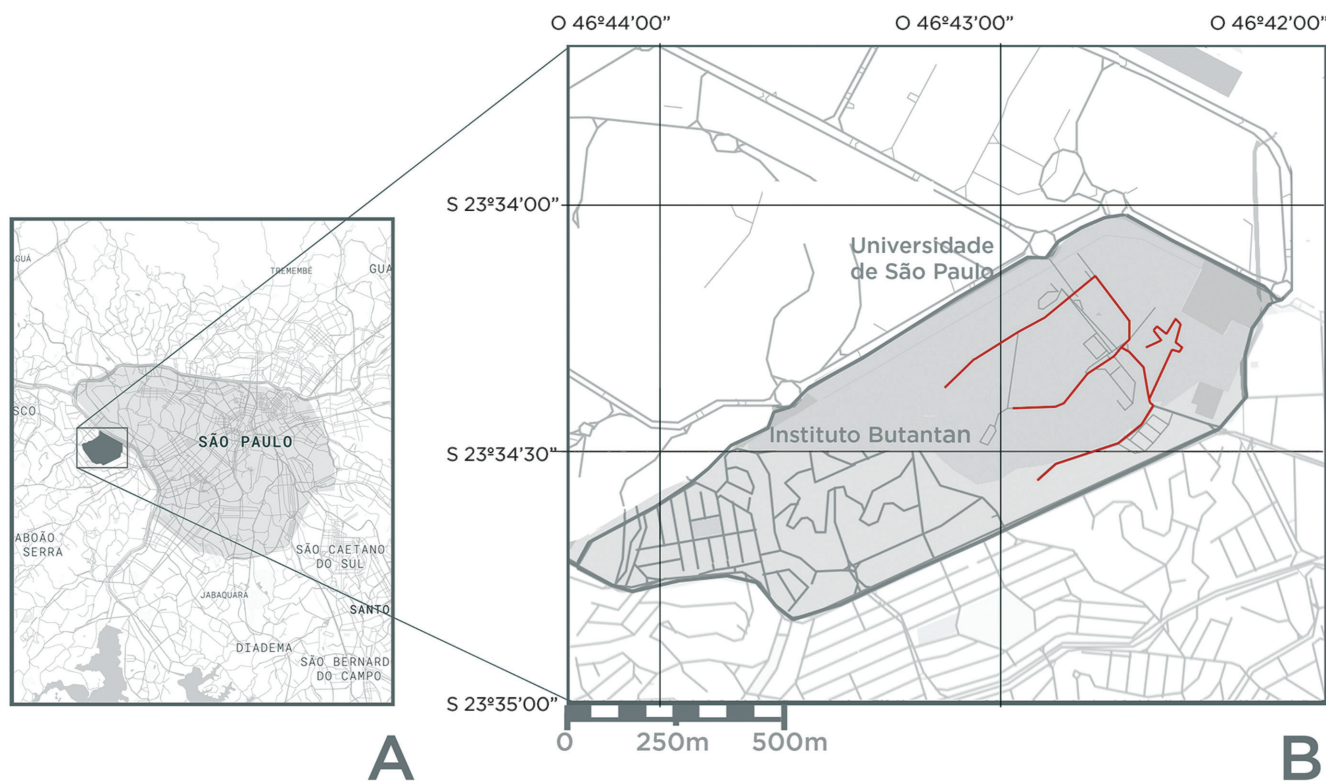 O 46º44’00” O 46º43’00” O 46º42’00”
S 23º34’00”
Universidade
de São Paulo
GUÁ
TREMEMBÉ
GUA
SCO
SÃO PAULO
Instituto Butantan
S 23º34’30”
ABOÃO
SERRA
SÃO CAETANO
DO SUL
JABAQUARA
SANTO
DIADEMA
SÃO BERNARD
DO CAMPO
S 23º35’00”
0 250m 500m
A
B